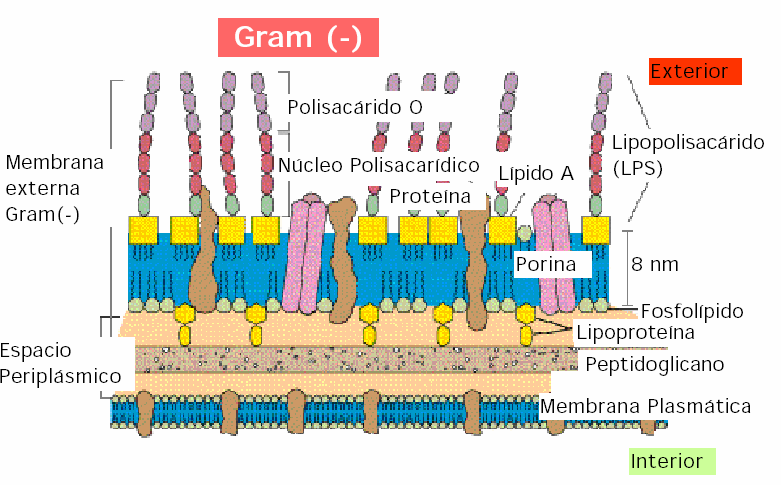 Gram (-)
Exterior
Polisacárido O
Lipopolisacárido
(LPS)
Membrana
externa
Gram(-)
Núcleo Polisacarídico
Lípido A
Proteína
Porina
8 nm
Fosfolípido
Lipoproteína
Espacio
Periplásmico
Peptidoglicano
Membrana Plasmática
Interior